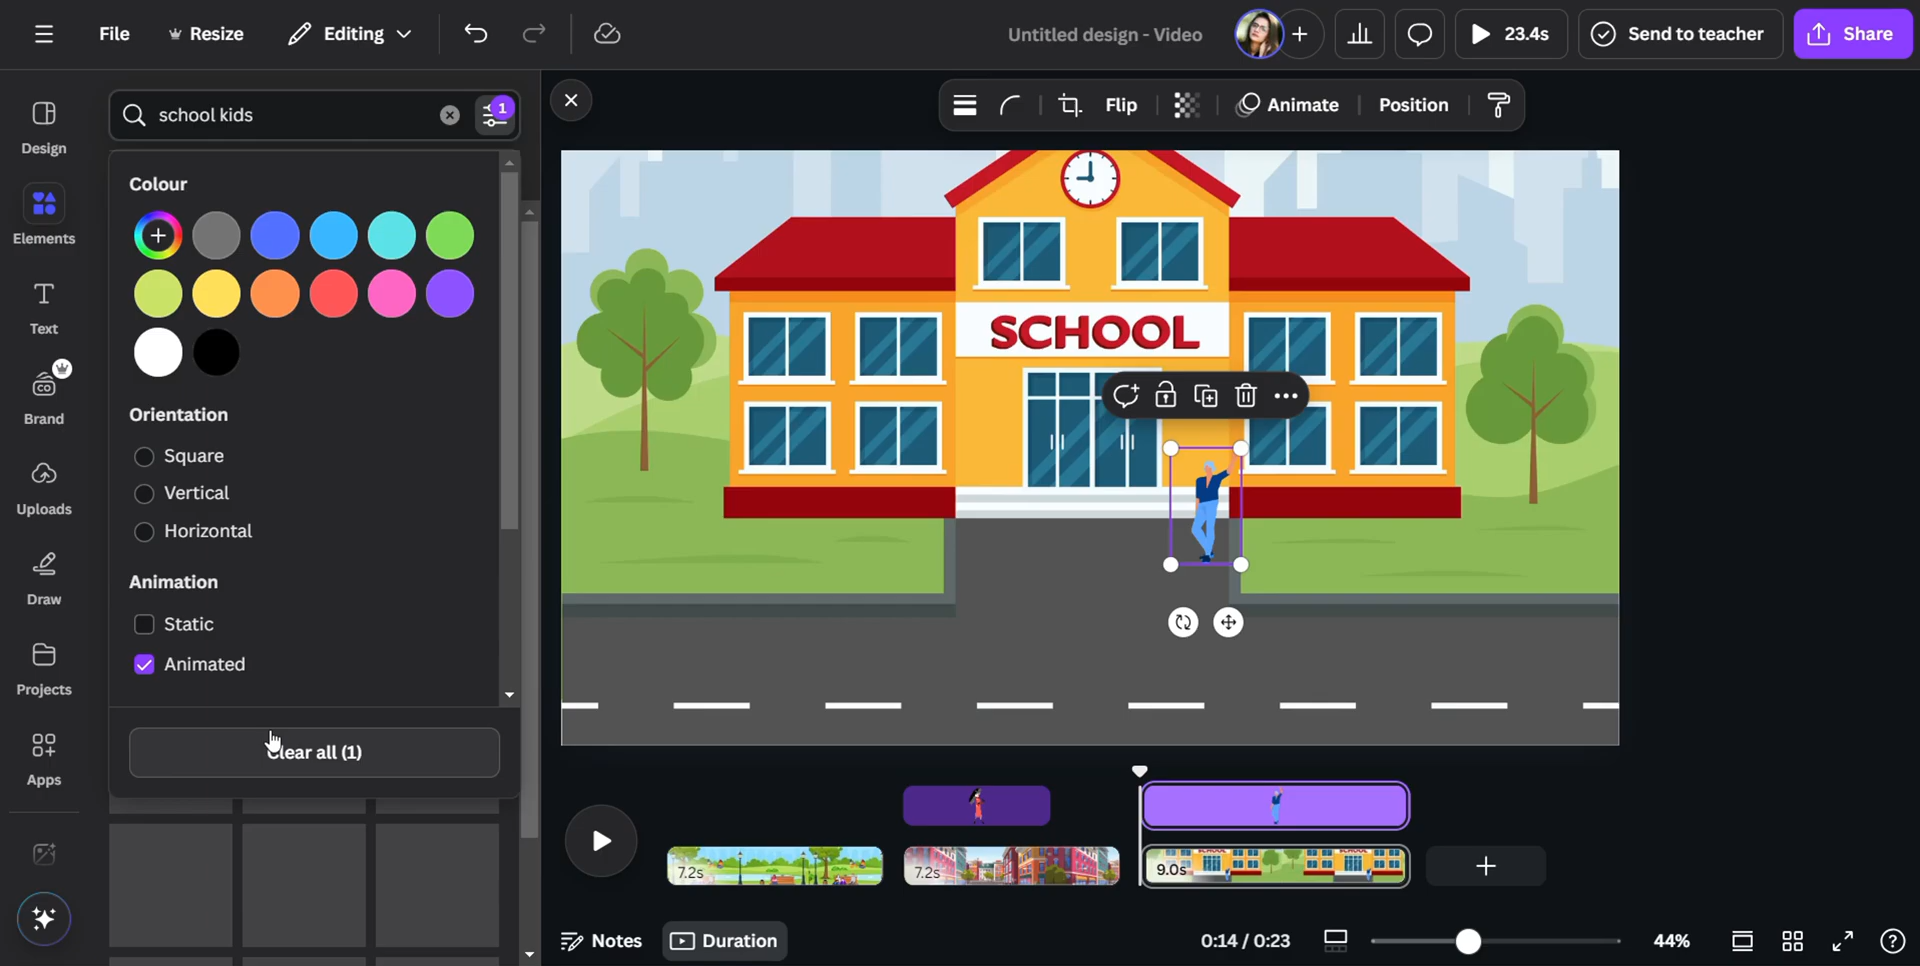 File
Resize
Editing
Untitled design - Video
23.4s
Send to teacher
Share
Design
Elements
Text
Brand
Uploads
Draw
Projects
Apps
school kids
1
Colour
Orientation
Square
Vertical
Horizontal
Animation
Static
Animated
Clear all (1)
Flip
Animate
Position
SCHOOL
7.2s
7.2s
9.0s
Notes
Duration
0:14 / 0:23
44%